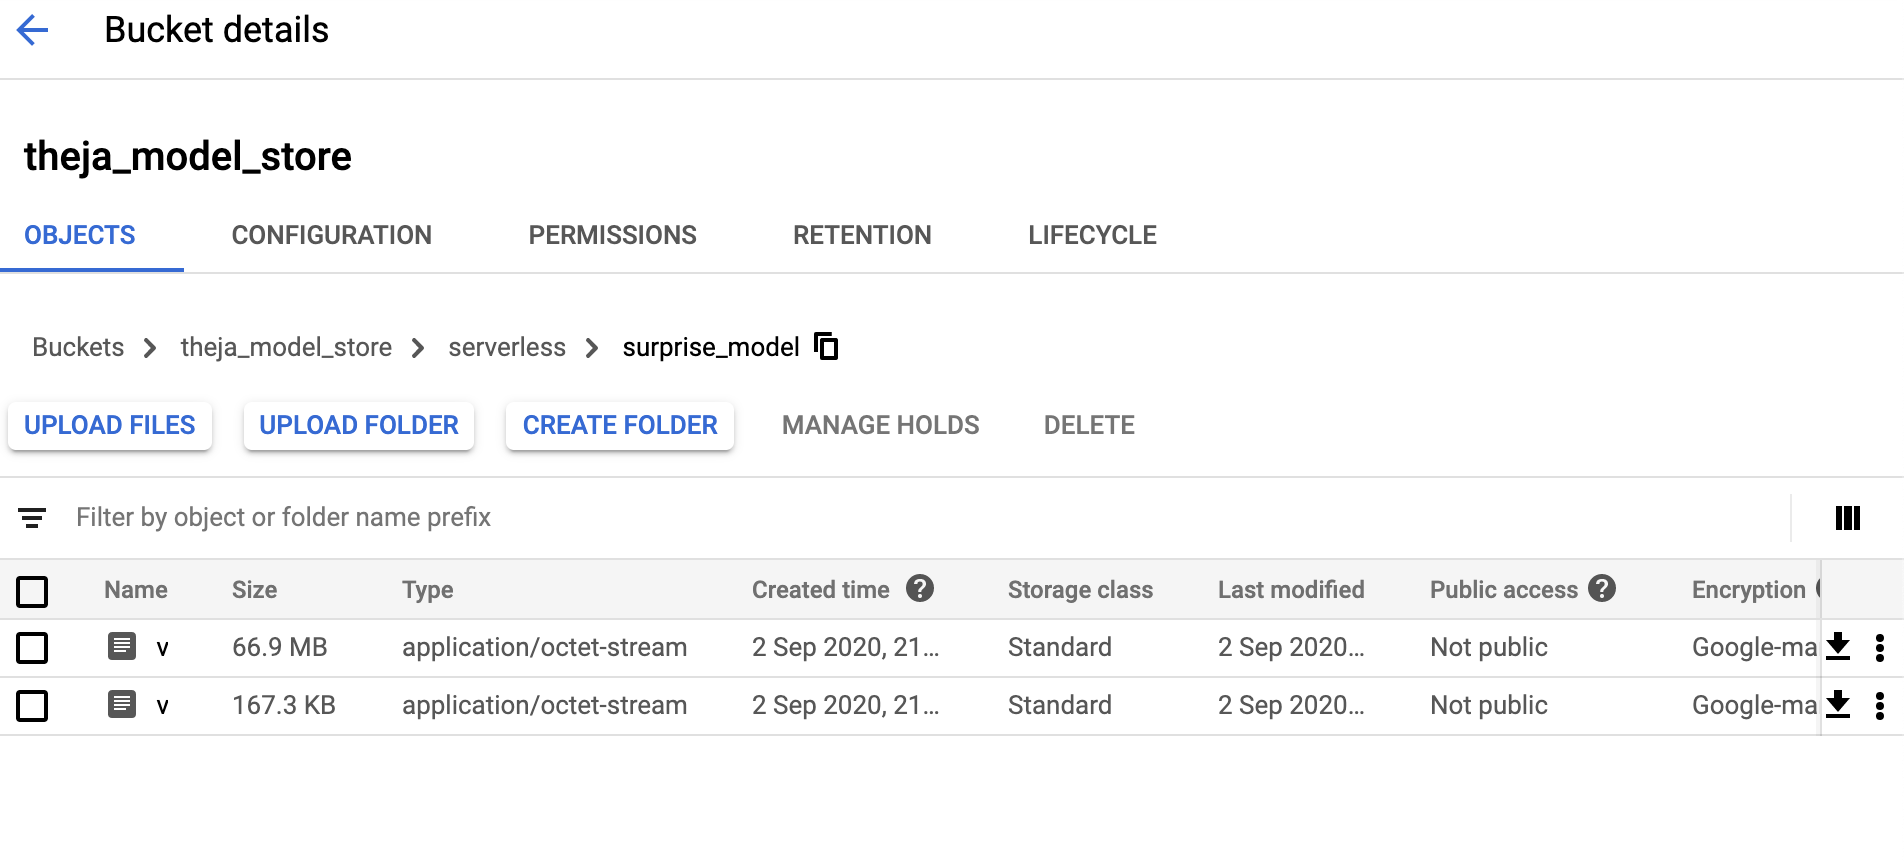 Bucket details
theja_model_store
OBJECTS CONFIGURATION PERMISSIONS RETENTION LIFECYCLE
Buckets theja_model_store serverless surprise_model
UPLOAD FILES UPLOAD FOLDER CREATE FOLDER MANAGE HOLDS DELETE
Filter by object or folder name prefix
Name Size Type Created time ? Storage class Last modified Public access ? Encryption
v 66.9 MB application/octet-stream 2 Sep 2020, 21... Standard 2 Sep 2020... Not public Google-ma
v 167.3 KB application/octet-stream 2 Sep 2020, 21... Standard 2 Sep 2020... Not public Google-ma